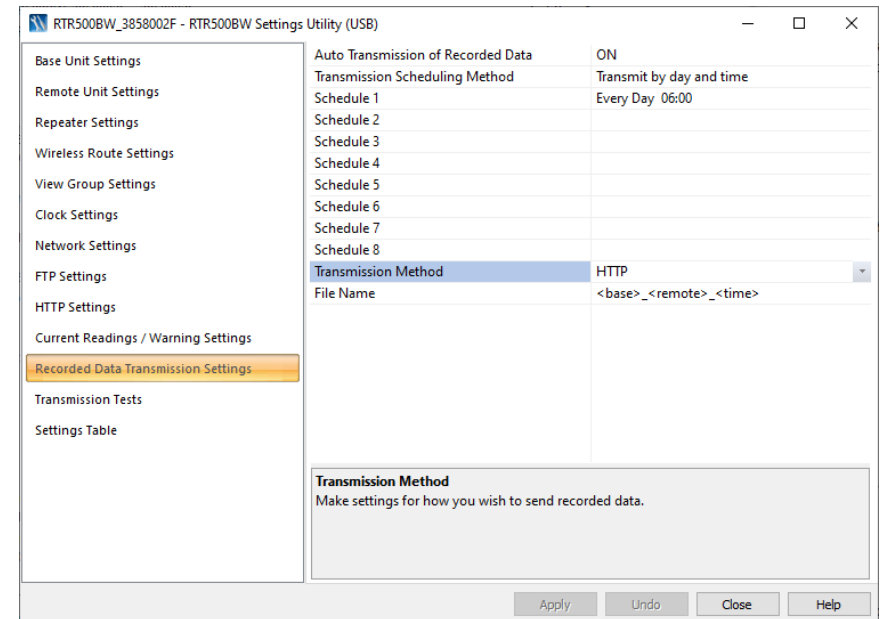 RTR500BW_3858002F - RTR500BW Settings Utility (USB)
Base Unit Settings
Remote Unit Settings
Repeater Settings
Wireless Route Settings
View Group Settings
Clock Settings
Network Settings
FTP Settings
HTTP Settings
Current Readings / Warning Settings
Recorded Data Transmission Settings
Transmission Tests
Settings Table
Auto Transmission of Recorded Data ON
Transmission Scheduling Method Transmit by day and time
Schedule 1 Every Day 06:00
Schedule 2
Schedule 3
Schedule 4
Schedule 5
Schedule 6
Schedule 7
Schedule 8
Transmission Method HTTP
File Name <base>_<remote>_<time>
Transmission Method
Make settings for how you wish to send recorded data.
Apply Undo Close Help